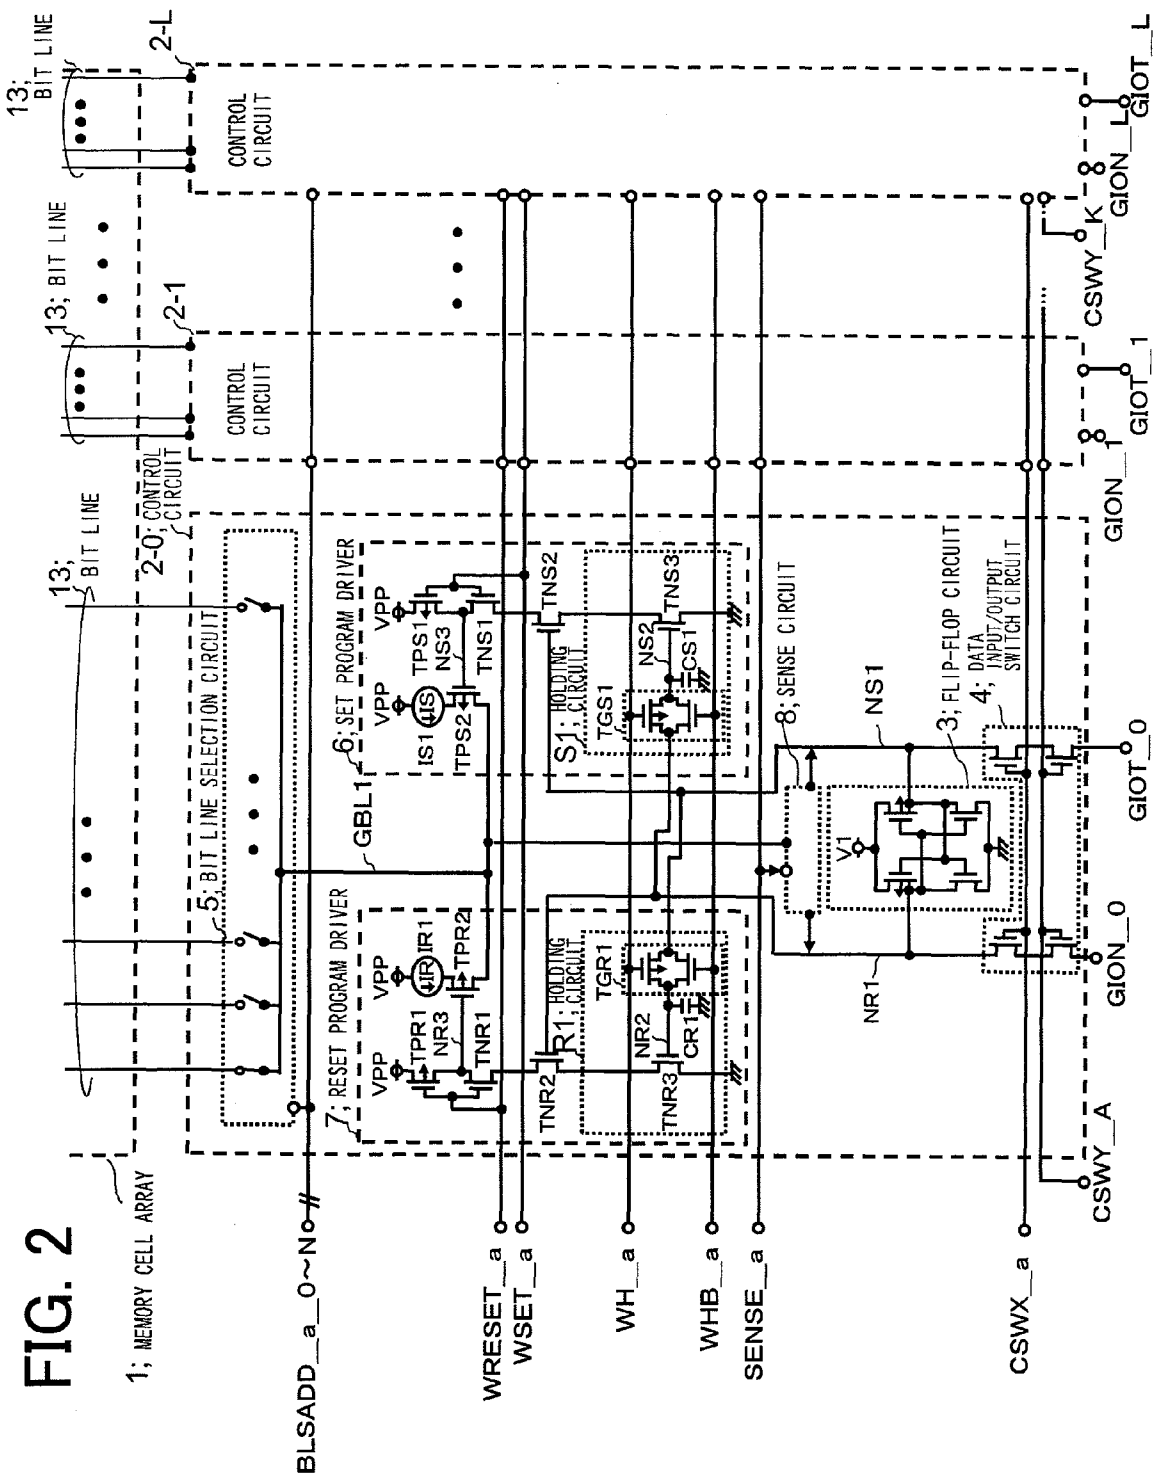 FIG. 2
1; MEMORY CELL ARRAY
13; BIT LINE
13; BIT LINE
13; BIT LINE
2-0; CONTROL CIRCUIT
2-1
2-L
CONTROL CIRCUIT
CONTROL CIRCUIT
5; BIT LINE SELECTION CIRCUIT
BLSADD_a_0~N
GBL1
7; RESET PROGRAM DRIVER
VPP
VPP
TPR1
NR3
TNR1
IR
IR1
TPR2
TNR2
R1; HOLDING CIRCUIT
TGR1
NR2
CR1
TNR3
6; SET PROGRAM DRIVER
VPP
VPP
IS
IS1
TPS2
TPS1
NS3
TNS1
TNS2
S1; HOLDING CIRCUIT
TGS1
NS2
CS1
TNS3
WRESET_a
WSET_a
WH_a
WHB_a
SENSE_a
8; SENSE CIRCUIT
V1
NR1
NS1
3; FLIP-FLOP CIRCUIT
4; DATA INPUT/OUTPUT SWITCH CIRCUIT
CSWX_a
CSWY_A
GION_0
GIOT_0
GION_1
GIOT_1
CSWY_K
GION_L
GIOT_L